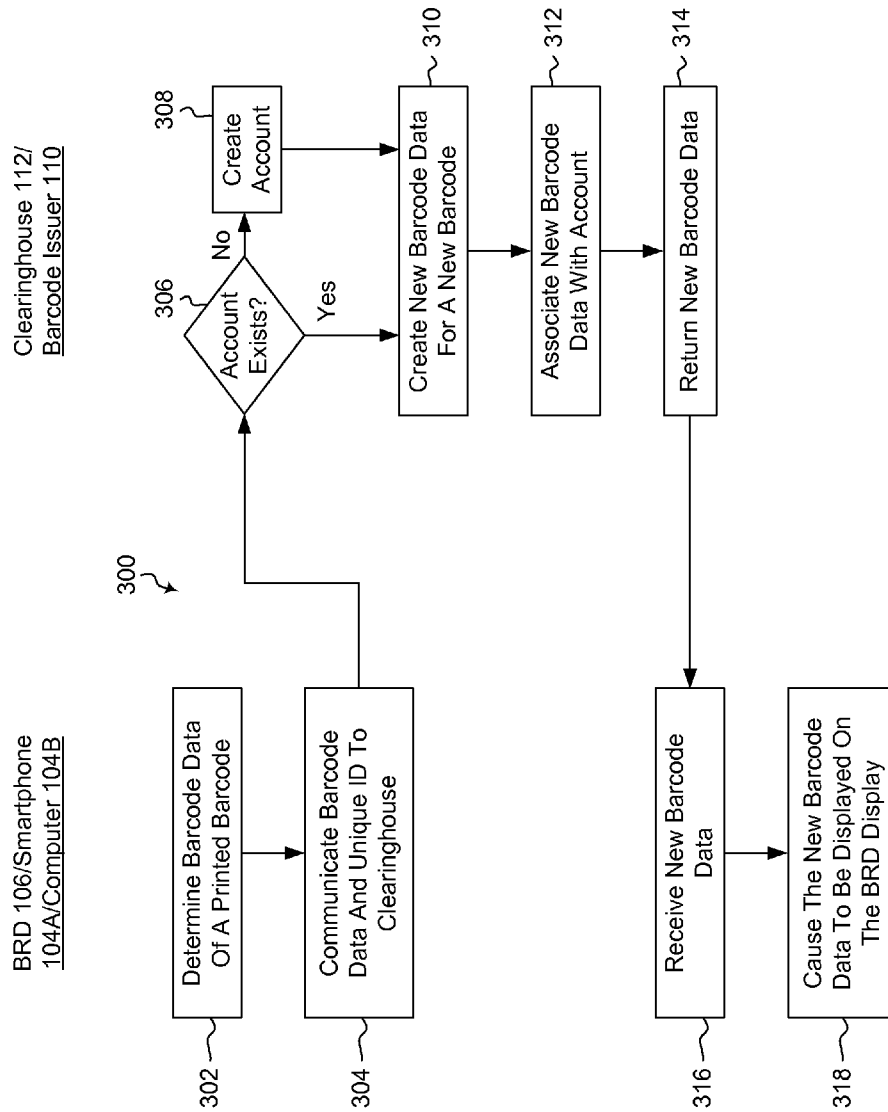 BRD 106/Smartphone
104A/Computer 104B
Clearinghouse 112/
Barcode Issuer 110
300
302
Determine Barcode Data
Of A Printed Barcode
304
Communicate Barcode
Data And Unique ID To
Clearinghouse
306
Account
Exists?
No
Yes
308
Create
Account
310
Create New Barcode Data
For A New Barcode
312
Associate New Barcode
Data With Account
314
Return New Barcode Data
316
Receive New Barcode
Data
318
Cause The New Barcode
Data To Be Displayed On
The BRD Display